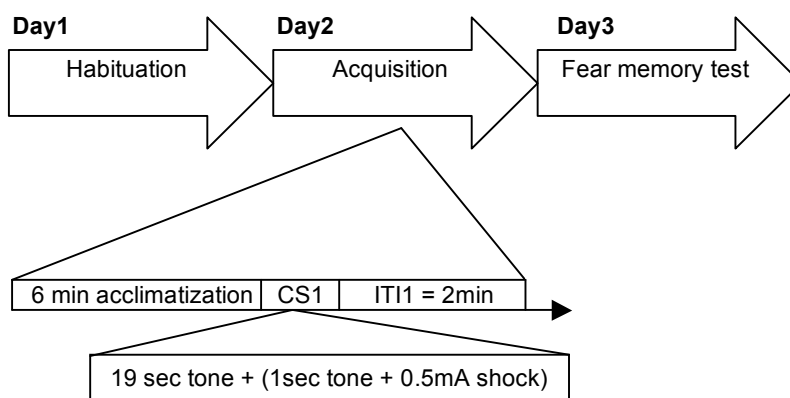 Day1 Day2 Day3
Habituation Acquisition Fear memory test
6 min acclimatization CS1 ITI1 = 2min
19 sec tone + (1sec tone + 0.5mA shock)